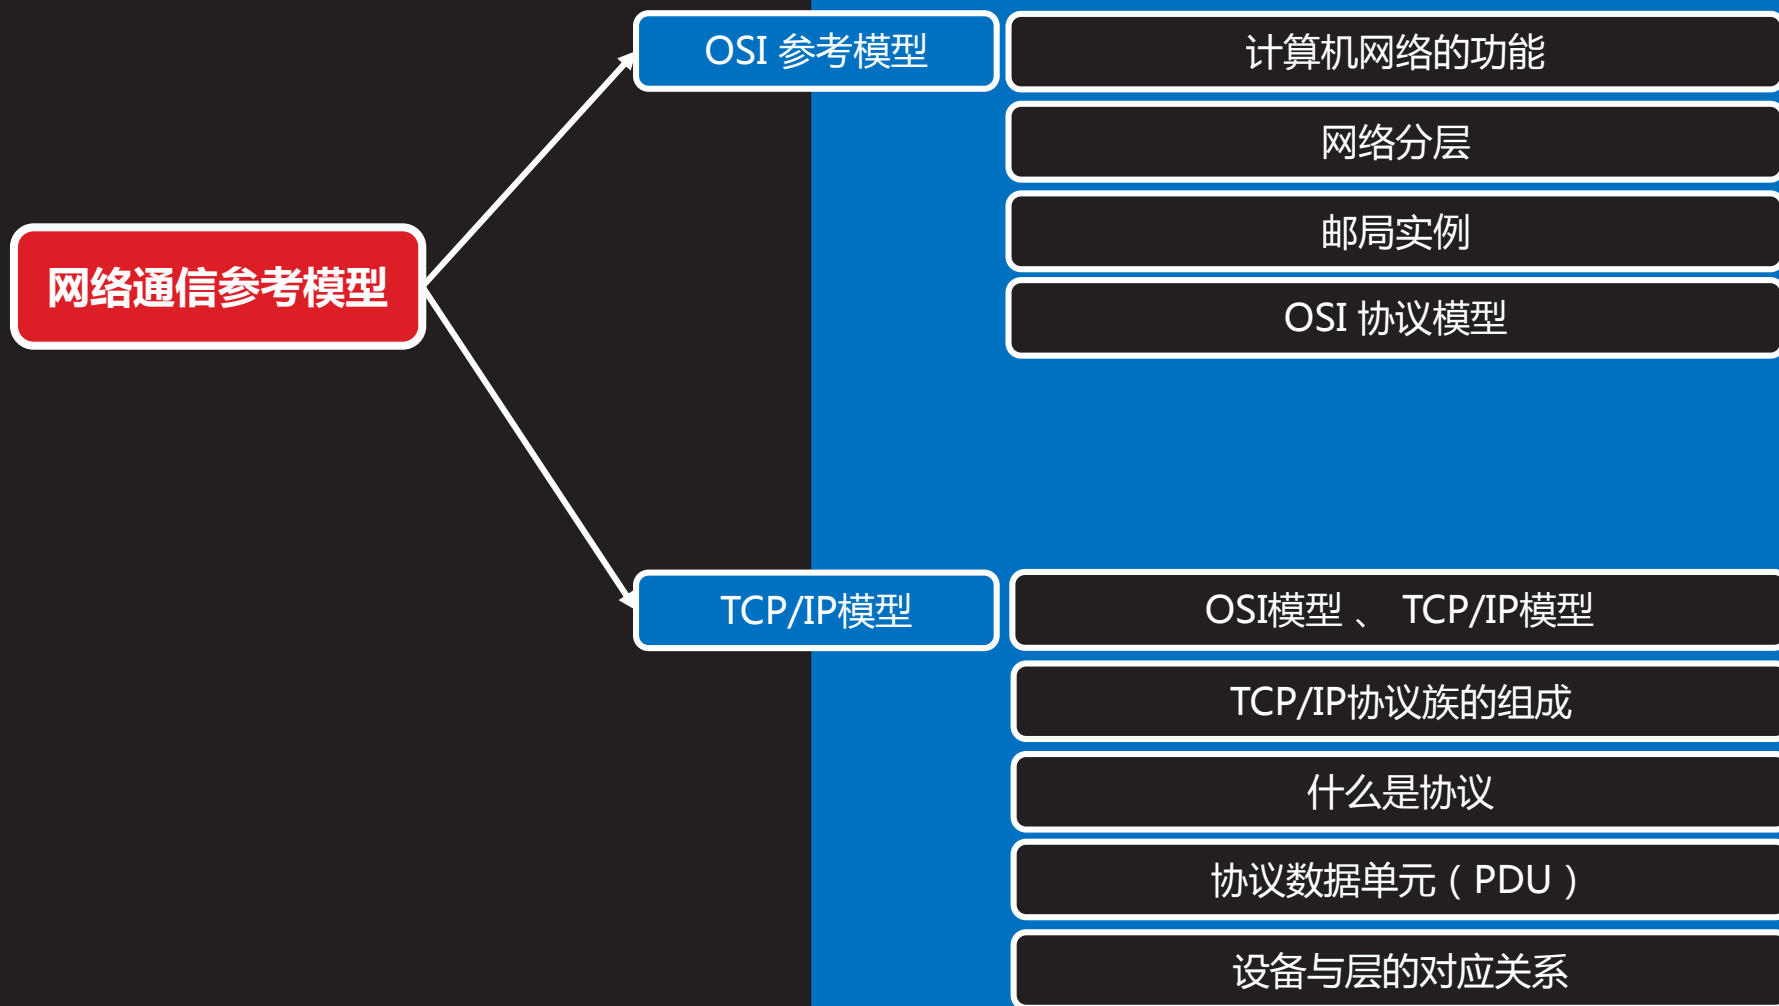 网络通信参考模型
OSI 参考模型
计算机网络的功能
网络分层
邮局实例
OSI 协议模型
TCP/IP模型
OSI模型 、 TCP/IP模型
TCP/IP协议族的组成
什么是协议
协议数据单元（PDU）
设备与层的对应关系